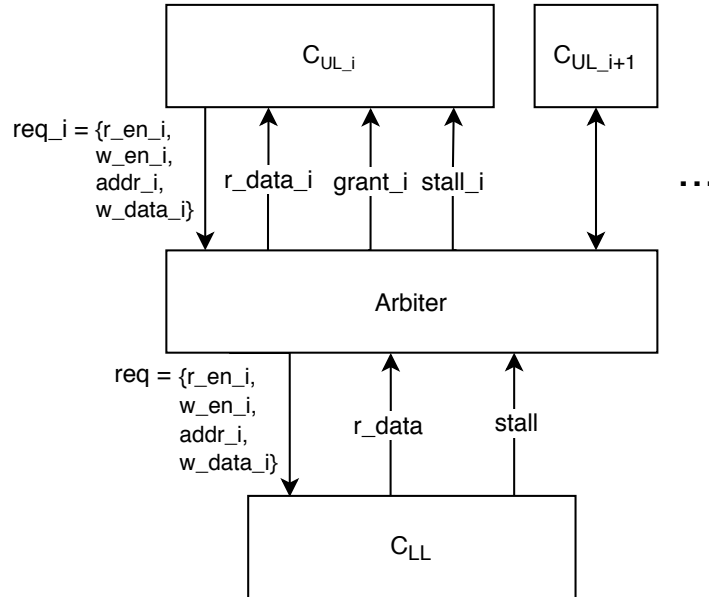 C_UL_i
C_UL_i+1
req_i = {r_en_i,
w_en_i,
addr_i,
w_data_i}
r_data_i
grant_i
stall_i
...
Arbiter
req = {r_en_i,
w_en_i,
addr_i,
w_data_i}
r_data
stall
C_LL